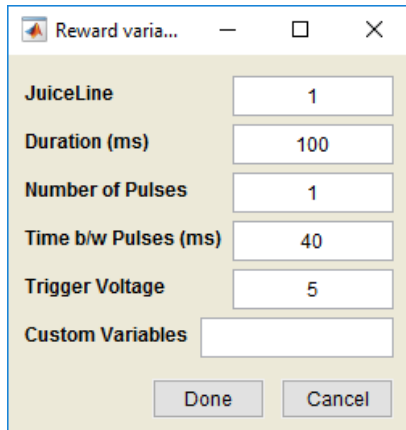 Reward varia...
JuiceLine 1
Duration (ms) 100
Number of Pulses 1
Time b/w Pulses (ms) 40
Trigger Voltage 5
Custom Variables
Done Cancel